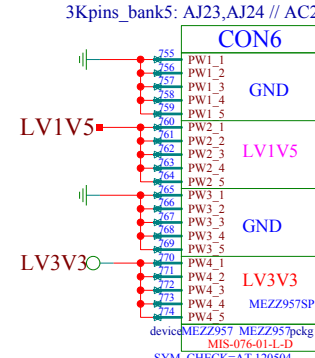 3Kpins_bank5: AJ23,AJ24 // AC2
CON6
755 PW1_1
756 PW1_2
757 PW1_3 GND
758 PW1_4
759 PW1_5
760 PW2_1
LV1V5
761 PW2_2
762 PW2_3 LV1V5
763 PW2_4
764 PW2_5
765 PW3_1
766 PW3_2
767 PW3_3 GND
768 PW3_4
769 PW3_5
770 PW4_1
LV3V3
771 PW4_2 LV3V3
772 PW4_3
773 PW4_4 MEZZ957SP
774 PW4_5
deviceMEZZ957 MEZZ957pckg
MIS-076-01-L-D
SYM_CHECK=AT-120504